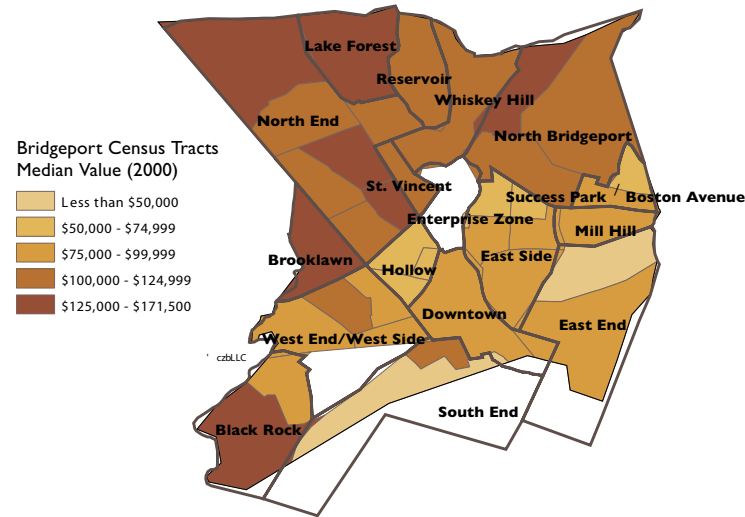 Lake Forest
Reservoir
Whiskey Hill
North End
North Bridgeport
Bridgeport Census Tracts
Median Value (2000)
Less than $50,000
$50,000 - $74,999
$75,000 - $99,999
$100,000 - $124,999
$125,000 - $171,500
St. Vincent
Success Park
Boston Avenue
Enterprise Zone
Mill Hill
Brooklawn
Hollow
East Side
Downtown
East End
West End/West Side
czbLLC
South End
Black Rock